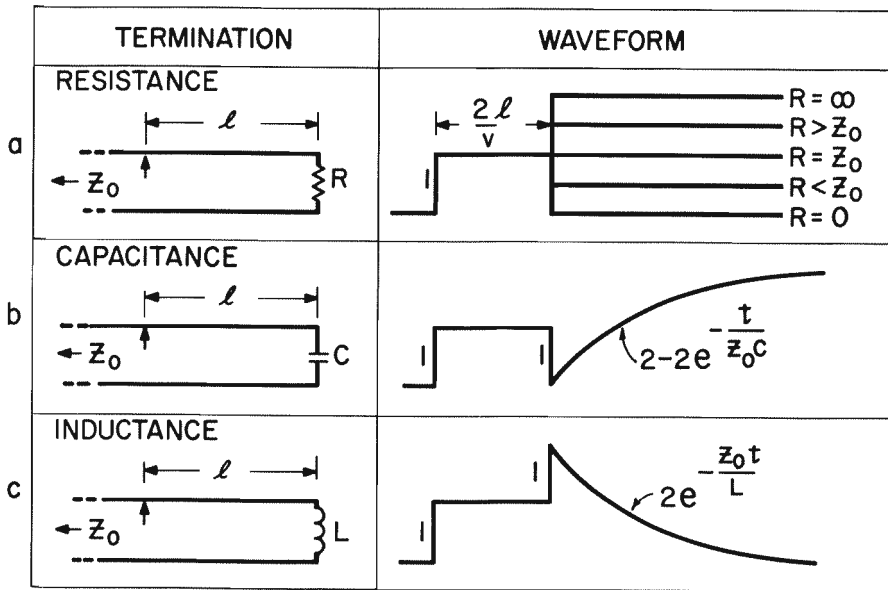 TERMINATION
WAVEFORM
a
RESISTANCE
ℓ
Z₀
R
2ℓ
v
1
R = ∞
R > Z₀
R = Z₀
R < Z₀
R = 0
b
CAPACITANCE
ℓ
Z₀
C
1
1
2-2e^-t/Z₀C
c
INDUCTANCE
ℓ
Z₀
L
1
1
2e^-Z₀t/L